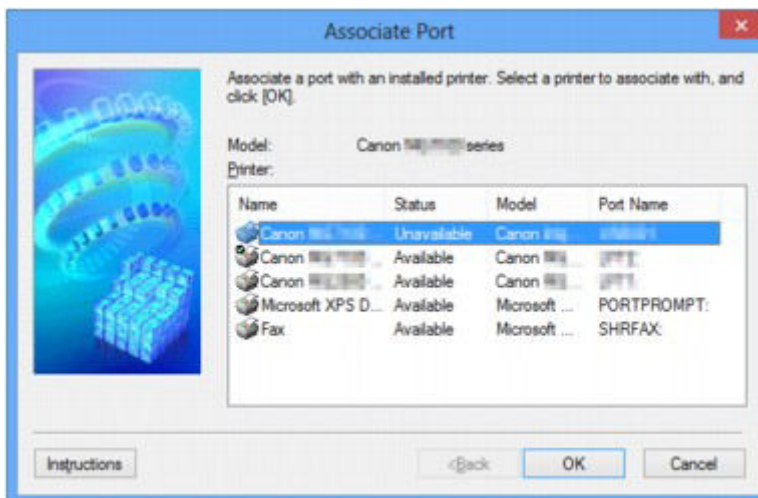 Associate Port
Associate a port with an installed printer. Select a printer to associate with, and
click [OK].
Model: Canon series
Printer:
Name Status Model Port Name
Canon ... Unavailable Canon
Canon ... Available Canon ...
Canon ... Available Canon ...
Microsoft XPS D... Available Microsoft ... PORTPROMPT:
Fax Available Microsoft ... SHRFAX:
Instructions <Back OK Cancel